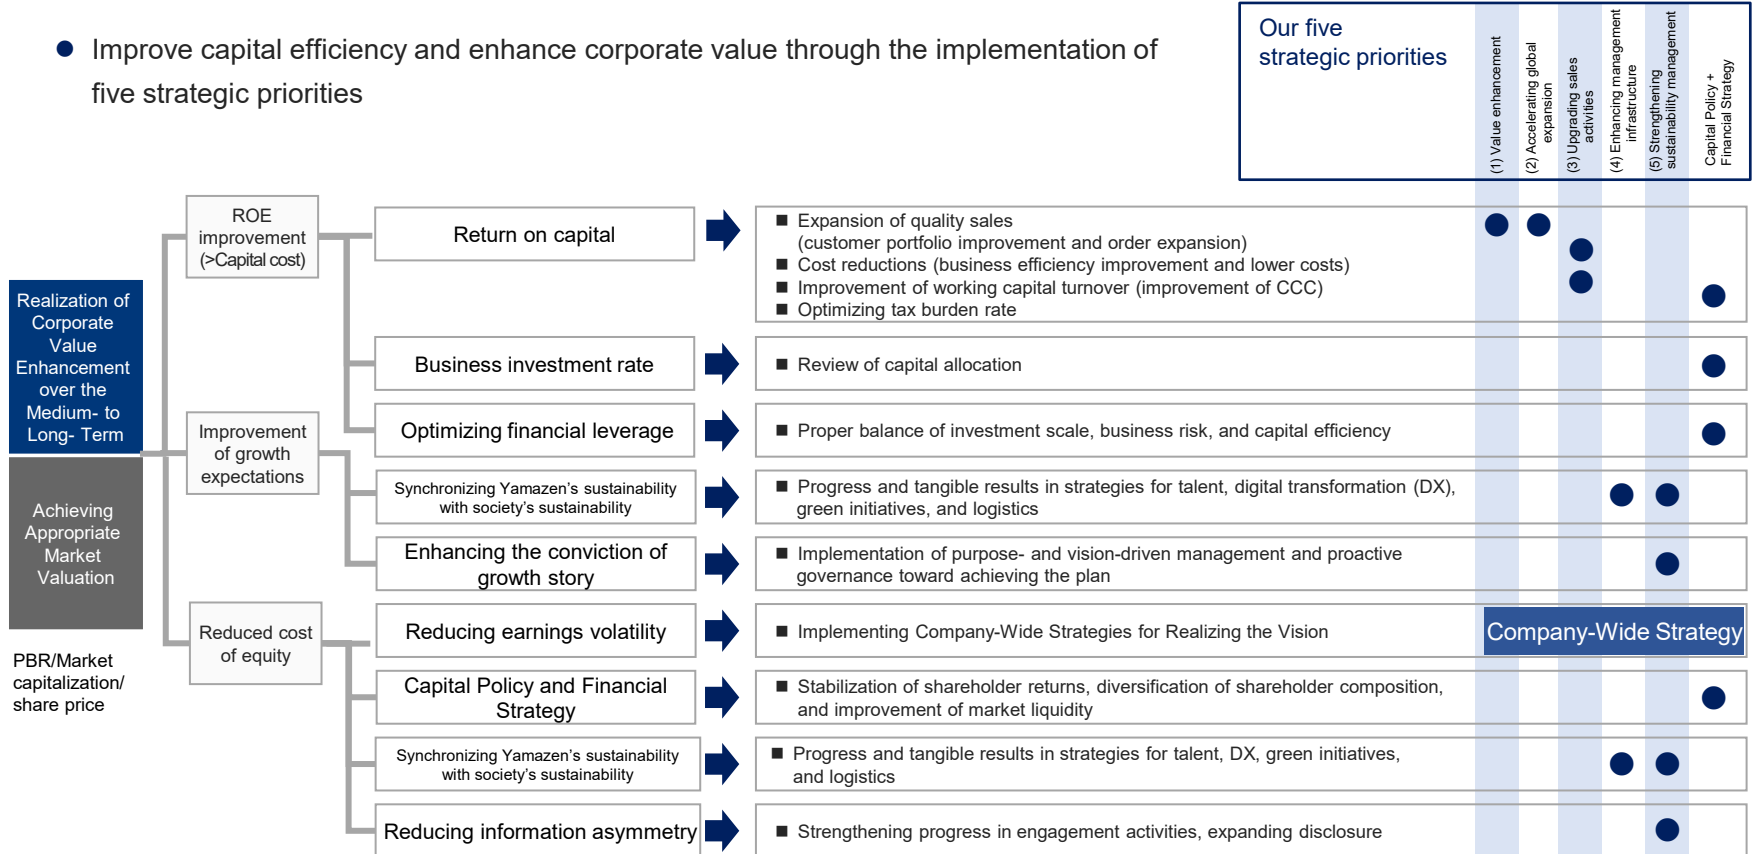 ● Improve capital efficiency and enhance corporate value through the implementation of
five strategic priorities
Our five
strategic priorities
(1) Value enhancement
(2) Accelerating global
expansion
(3) Upgrading sales
activities
(4) Enhancing management
infrastructure
(5) Strengthening
sustainability management
Capital Policy +
Financial Strategy
Realization of
Corporate
Value
Enhancement
over the
Medium- to
Long- Term
Achieving
Appropriate
Market
Valuation
PBR/Market
capitalization/
share price
ROE
improvement
(>Capital cost)
Improvement
of growth
expectations
Reduced cost
of equity
Return on capital
■ Expansion of quality sales
(customer portfolio improvement and order expansion)
■ Cost reductions (business efficiency improvement and lower costs)
■ Improvement of working capital turnover (improvement of CCC)
■ Optimizing tax burden rate
Business investment rate
■ Review of capital allocation
Optimizing financial leverage
■ Proper balance of investment scale, business risk, and capital efficiency
Synchronizing Yamazen's sustainability
with society's sustainability
■ Progress and tangible results in strategies for talent, digital transformation (DX),
green initiatives, and logistics
Enhancing the conviction of
growth story
■ Implementation of purpose- and vision-driven management and proactive
governance toward achieving the plan
Reducing earnings volatility
■ Implementing Company-Wide Strategies for Realizing the Vision
Company-Wide Strategy
Capital Policy and Financial
Strategy
■ Stabilization of shareholder returns, diversification of shareholder composition,
and improvement of market liquidity
Synchronizing Yamazen's sustainability
with society's sustainability
■ Progress and tangible results in strategies for talent, DX, green initiatives,
and logistics
Reducing information asymmetry
■ Strengthening progress in engagement activities, expanding disclosure